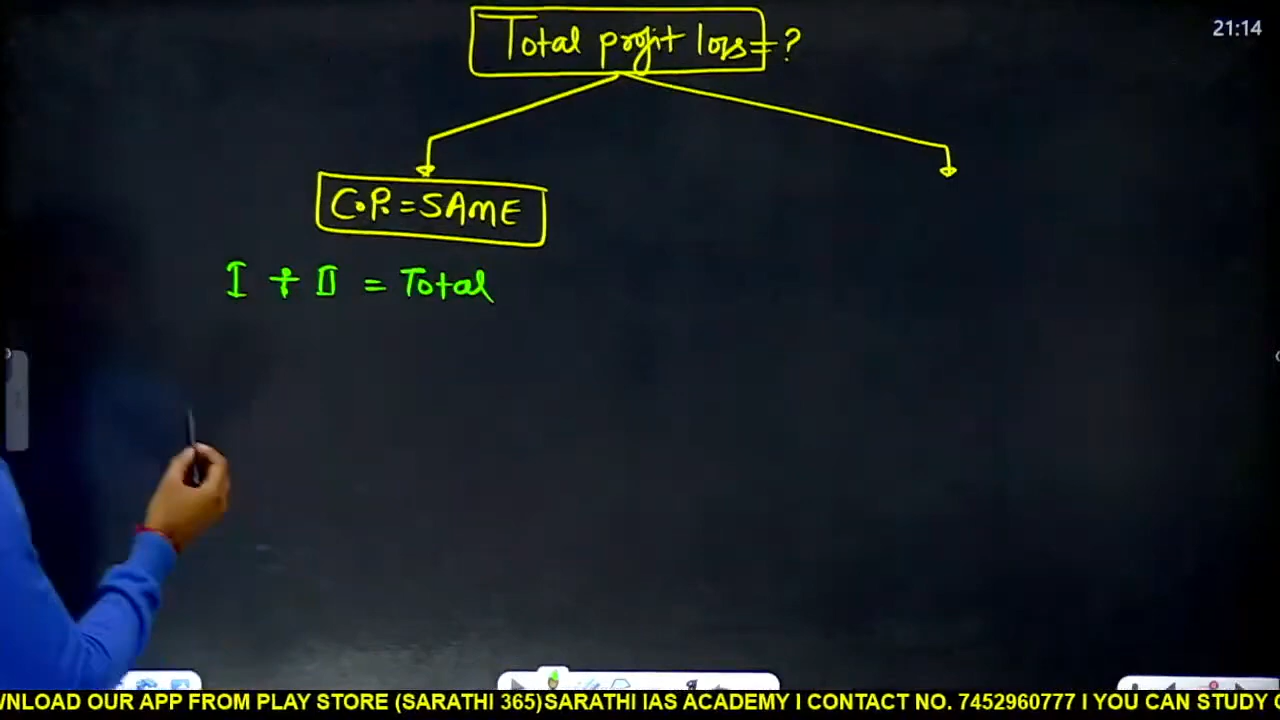 Total profit loss = ?
21:14
C.P. = SAME
I + II = Total
WNLOAD OUR APP FROM PLAY STORE (SARATHI 365)SARATHI IAS ACADEMY I CONTACT NO. 7452960777 I YOU CAN STUDY